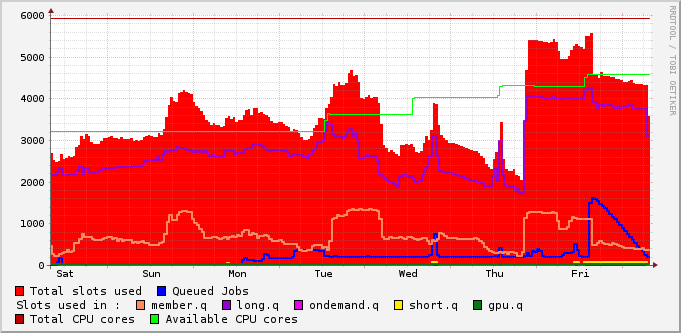 RRDTOOL / TOBI OETIKER
6000
5000
4000
3000
2000
1000
0
Sat Sun Mon Tue Wed Thu Fri
Total slots used Queued Jobs
Slots used in : member.q long.q ondemand.q short.q gpu.q
Total CPU cores Available CPU cores